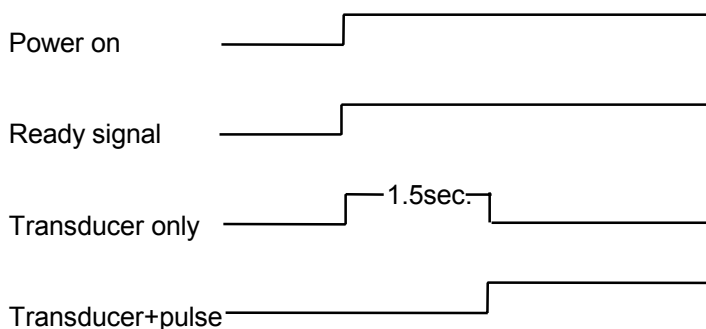 Power on
Ready signal
1.5sec.
Transducer only
Transducer+pulse